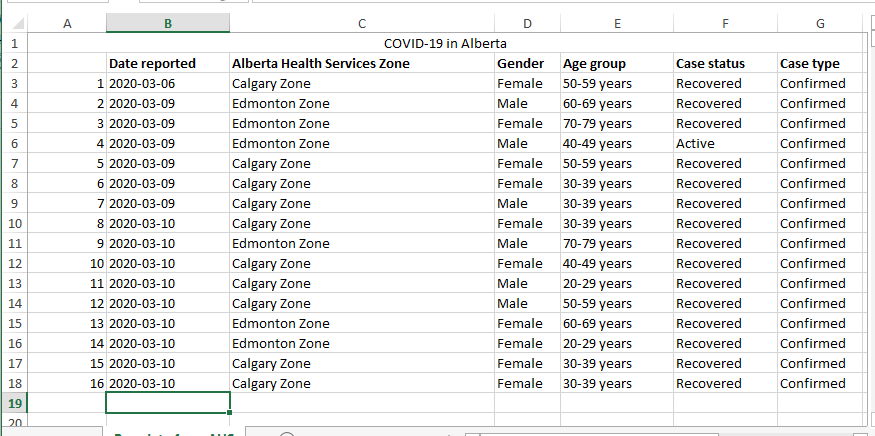 A B C D E F G
1 COVID-19 in Alberta
2 Date reported Alberta Health Services Zone Gender Age group Case status Case type
3 1 2020-03-06 Calgary Zone Female 50-59 years Recovered Confirmed
4 2 2020-03-09 Edmonton Zone Male 60-69 years Recovered Confirmed
5 3 2020-03-09 Edmonton Zone Female 70-79 years Recovered Confirmed
6 4 2020-03-09 Edmonton Zone Male 40-49 years Active Confirmed
7 5 2020-03-09 Calgary Zone Female 50-59 years Recovered Confirmed
8 6 2020-03-09 Calgary Zone Female 30-39 years Recovered Confirmed
9 7 2020-03-09 Calgary Zone Male 30-39 years Recovered Confirmed
10 8 2020-03-10 Calgary Zone Female 30-39 years Recovered Confirmed
11 9 2020-03-10 Edmonton Zone Male 70-79 years Recovered Confirmed
12 10 2020-03-10 Calgary Zone Female 40-49 years Recovered Confirmed
13 11 2020-03-10 Calgary Zone Male 20-29 years Recovered Confirmed
14 12 2020-03-10 Calgary Zone Male 50-59 years Recovered Confirmed
15 13 2020-03-10 Edmonton Zone Female 60-69 years Recovered Confirmed
16 14 2020-03-10 Edmonton Zone Female 20-29 years Recovered Confirmed
17 15 2020-03-10 Calgary Zone Female 30-39 years Recovered Confirmed
18 16 2020-03-10 Calgary Zone Female 30-39 years Recovered Confirmed
19
20